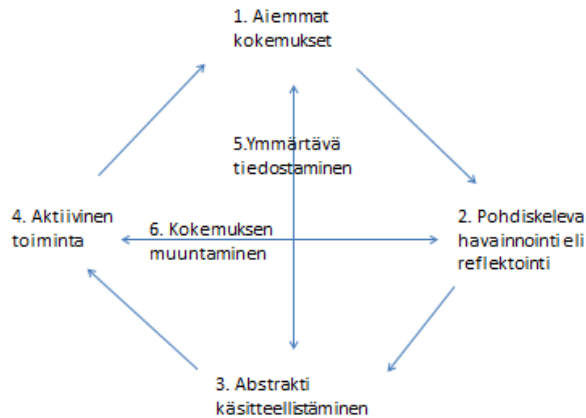 1. Aiemmat
kokemukset
5.Ymmärtävä
tiedostaminen
4. Aktiivinen
toiminta
6. Kokemuksen
muuntaminen
2. Pohdiskeleva
havainnointi eli
reflektointi
3. Abstrakti
käsitteellistäminen